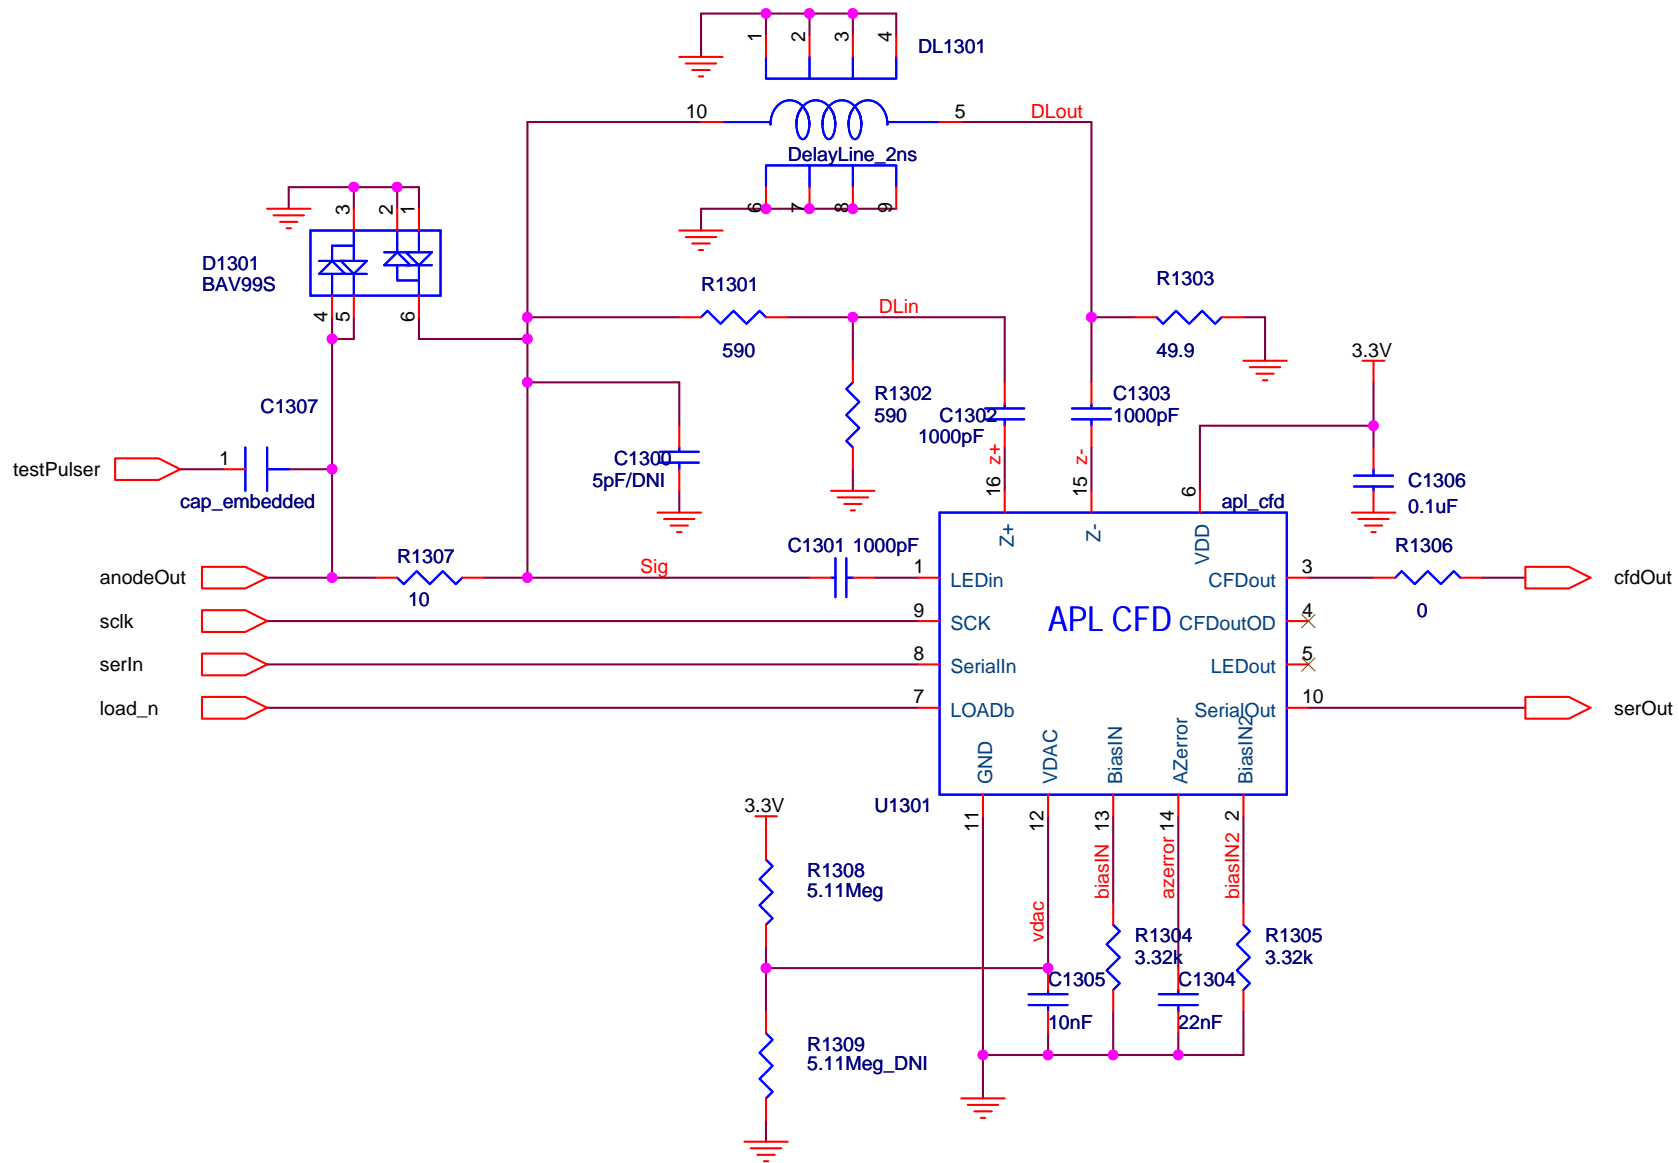 1
2
3
4
DL1301
10
5
DLout
DelayLine_2ns
6
7
8
9
3
2
1
D1301
BAV99S
4
5
6
R1301
590
DLin
R1303
49.9
3.3V
R1302
590
C1302
1000pF
C1303
1000pF
C1307
testPulser
1
cap_embedded
C1300
5pF/DNI
z+
z-
16
15
6
apl_cfd
C1306
0.1uF
Z+
Z-
VDD
anodeOut
R1307
10
Sig
C1301 1000pF
1
LEDin
CFDout
3
R1306
0
cfdOut
sclk
9
SCK
APL CFD
CFDoutOD
4
serIn
8
SerialIn
LEDout
5
load_n
7
LOADb
SerialOut
10
serOut
GND
VDAC
BiasIN
AZerror
BiasIN2
U1301
11
12
13
14
2
3.3V
R1308
5.11Meg
vdac
biasIN
azerror
biasIN2
R1304
3.32k
R1305
3.32k
C1305
10nF
C1304
22nF
R1309
5.11Meg_DNI